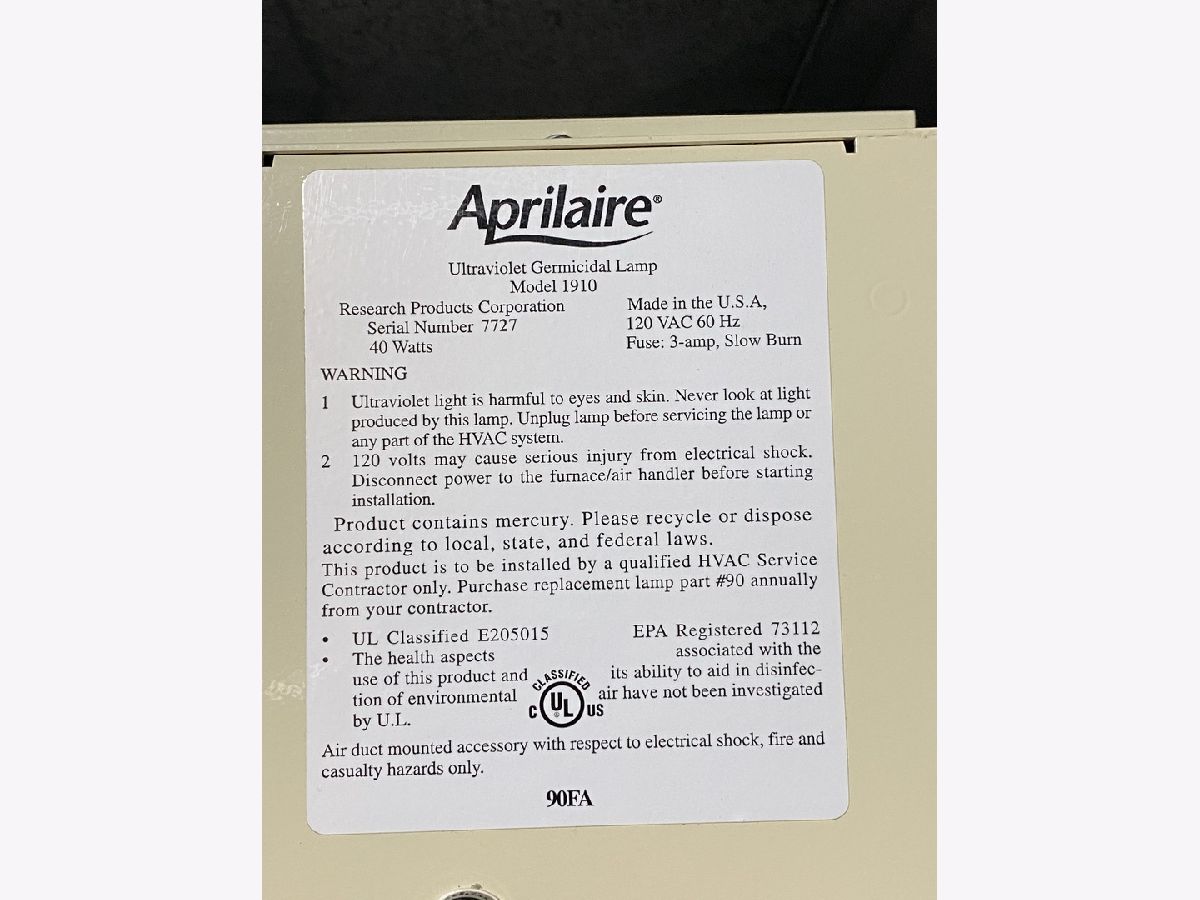 Aprilaire®
Ultraviolet Germicidal Lamp
Model 1910
Research Products Corporation
Serial Number 7727
40 Watts
Made in the U.S.A,
120 VAC 60 Hz
Fuse: 3-amp, Slow Burn
WARNING
1 Ultraviolet light is harmful to eyes and skin. Never look at light
produced by this lamp. Unplug lamp before servicing the lamp or
any part of the HVAC system.
2 120 volts may cause serious injury from electrical shock.
Disconnect power to the furnace/air handler before starting
installation.
Product contains mercury. Please recycle or dispose
according to local, state, and federal laws.
This product is to be installed by a qualified HVAC Service
Contractor only. Purchase replacement lamp part #90 annually
from your contractor.
• UL Classified E205015 EPA Registered 73112
• The health aspects associated with the
use of this product and its ability to aid in disinfec-
tion of environmental air have not been investigated
by U.L.
CLASSIFIED
C UL® US
Air duct mounted accessory with respect to electrical shock, fire and
casualty hazards only.
90FA